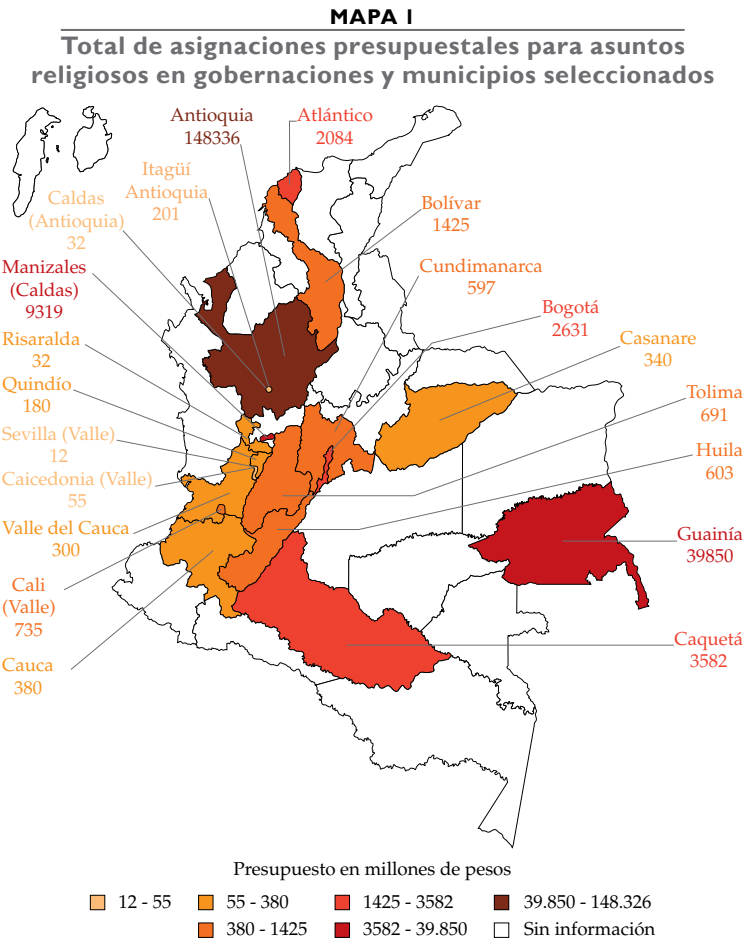 MAPA I
Total de asignaciones presupuestales para asuntos
religiosos en gobernaciones y municipios seleccionados
Antioquia
148336
Atlántico
2084
Itagüí
Antioquia
201
Caldas
(Antioquia)
32
Bolívar
1425
Manizales
(Caldas)
9319
Cundimanarca
597
Bogotá
2631
Risaralda
32
Casanare
340
Quindío
180
Tolima
691
Sevilla (Valle)
12
Huila
603
Caicedonia (Valle)
55
Valle del Cauca
300
Guainía
39850
Cali
(Valle)
735
Caquetá
3582
Cauca
380
Presupuesto en millones de pesos
12 - 55
55 - 380
1425 - 3582
39.850 - 148.326
380 - 1425
3582 - 39.850
Sin información